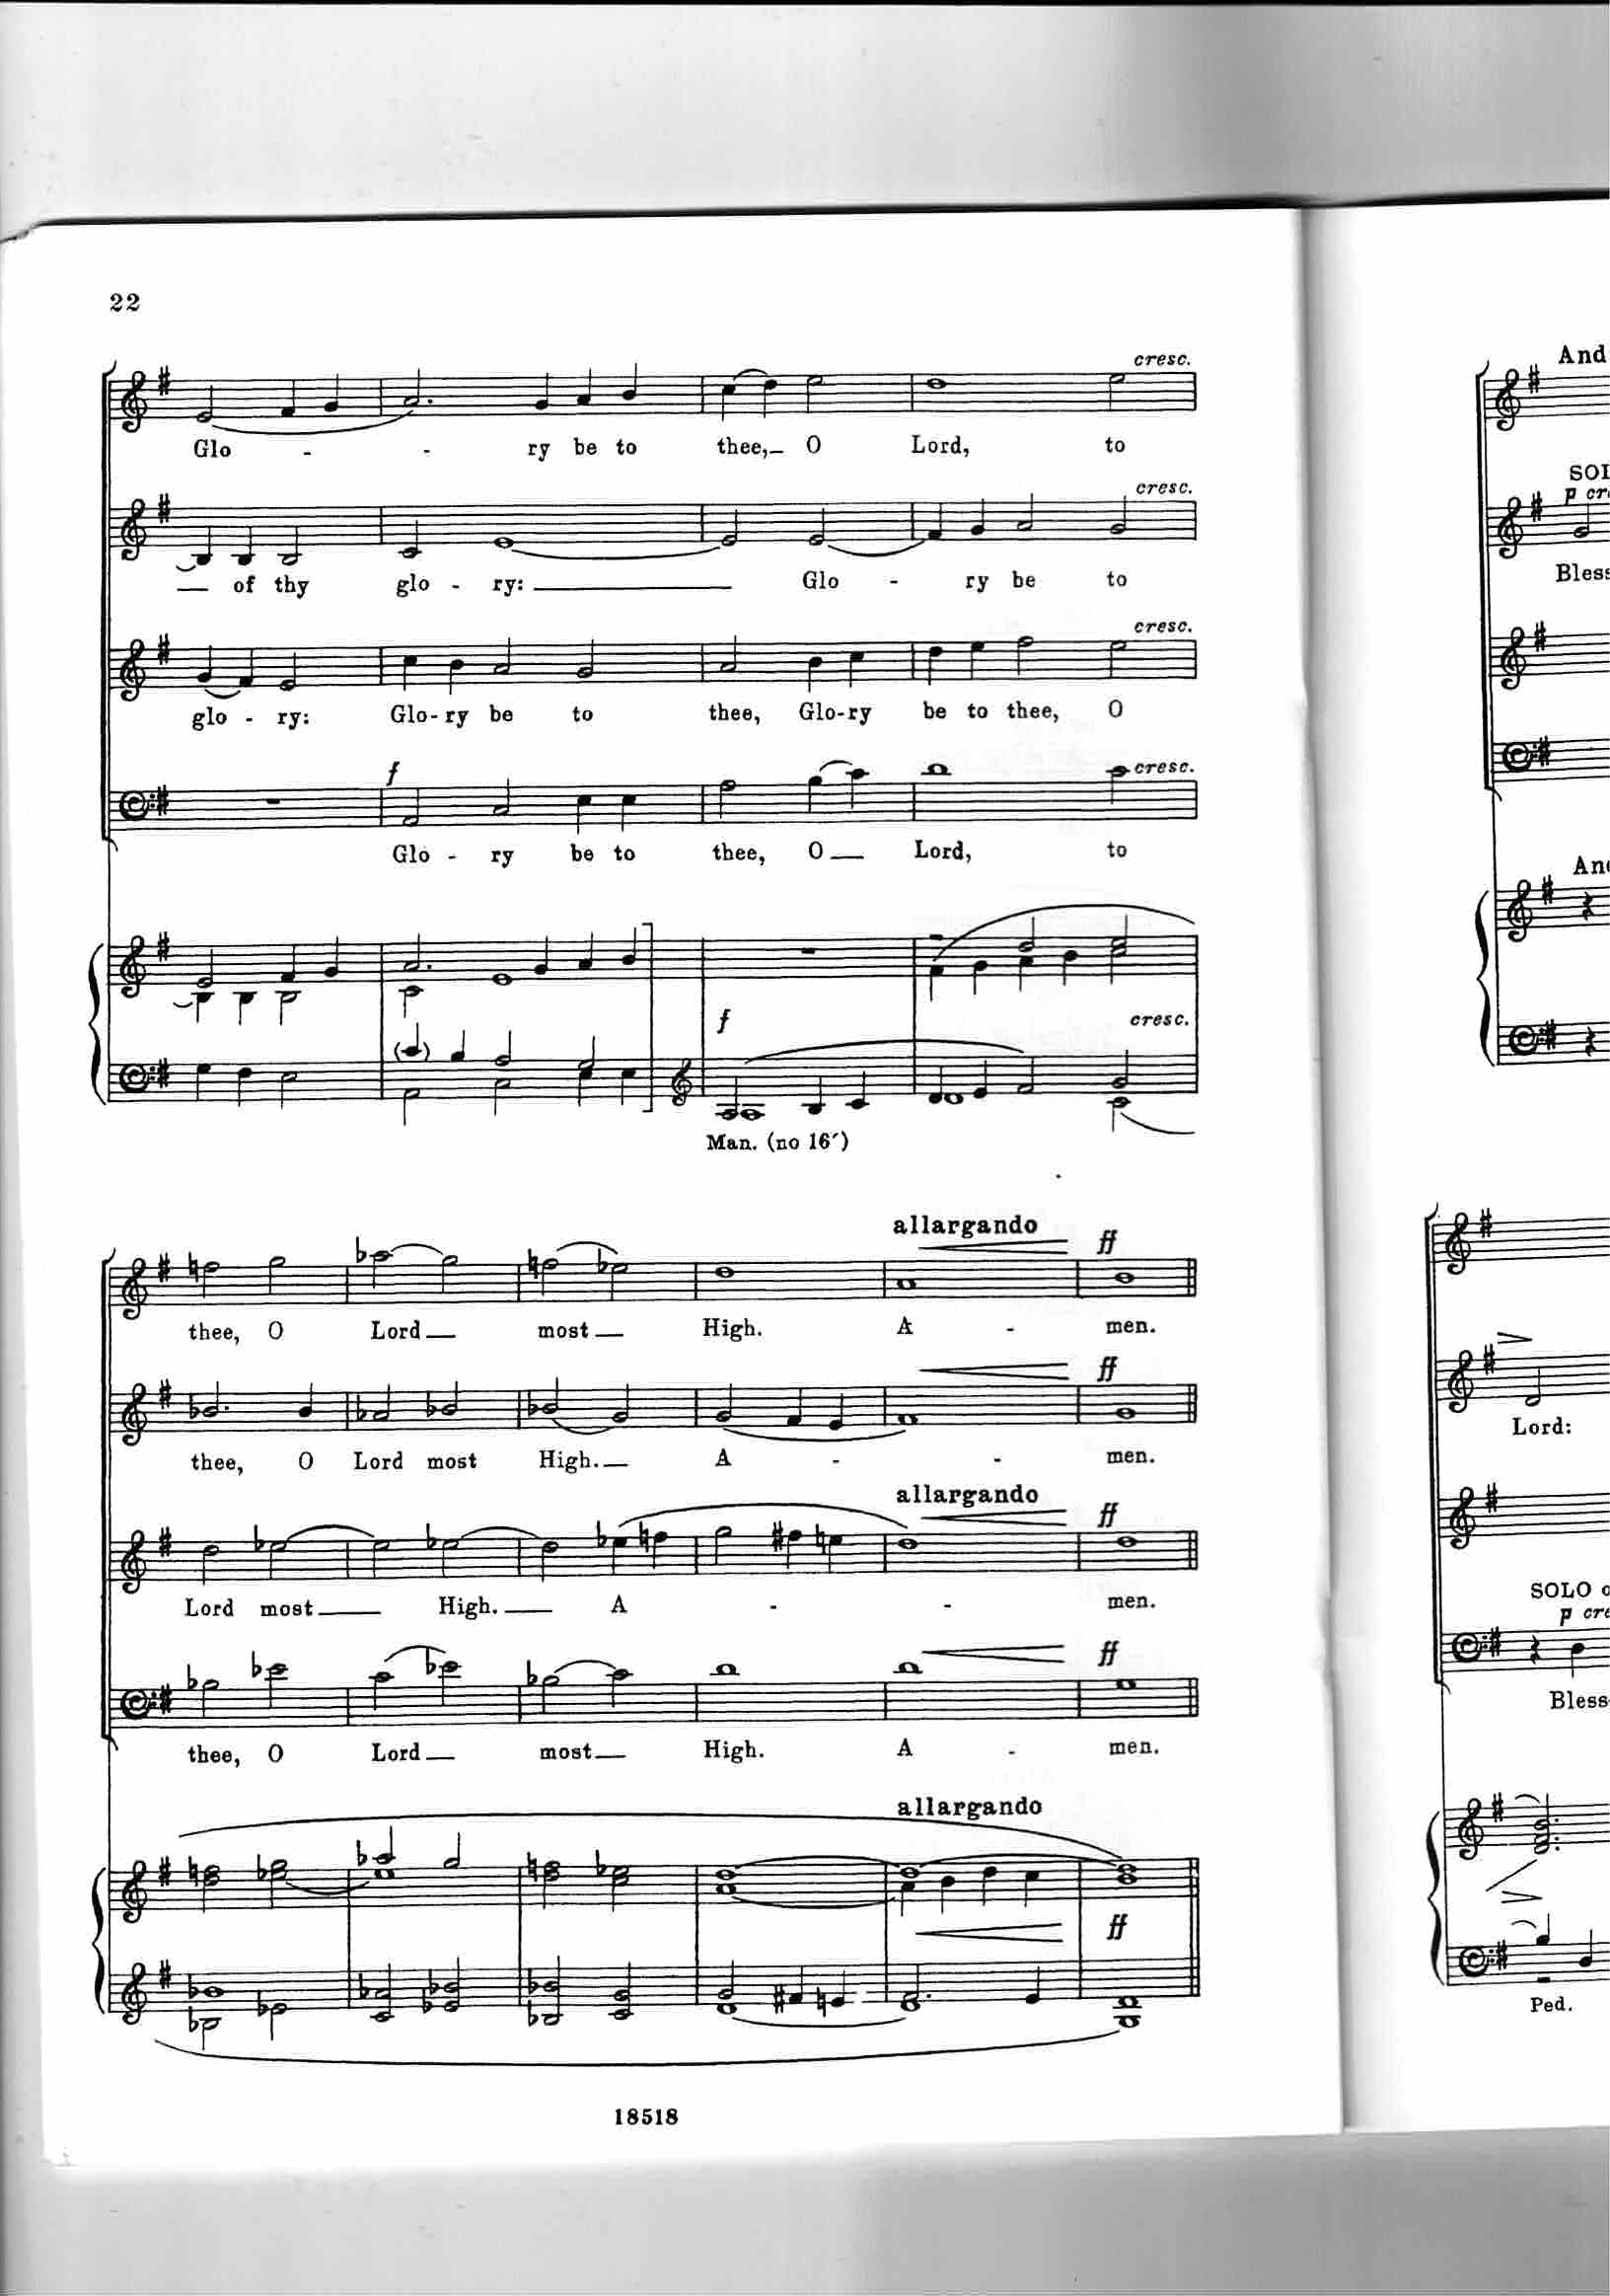 22
cresc.
Glo - - ry be to thee, O Lord, to
cresc.
of thy glo - ry: Glo - ry be to
cresc.
glo - ry: Glo - ry be to thee, Glo - ry be to thee, O
f cresc.
Glo - ry be to thee, O Lord, to
f cresc.
Man. (no 16')
allargando ff
thee, O Lord most High. A - men.
ff
thee, O Lord most High. A - - men.
allargando ff
Lord most High. A - - men.
ff
thee, O Lord most High. A - men.
allargando
ff
18518
And
SOL
p cre
Bless
And
Lord:
SOLO o
p cre
Bless
Ped.